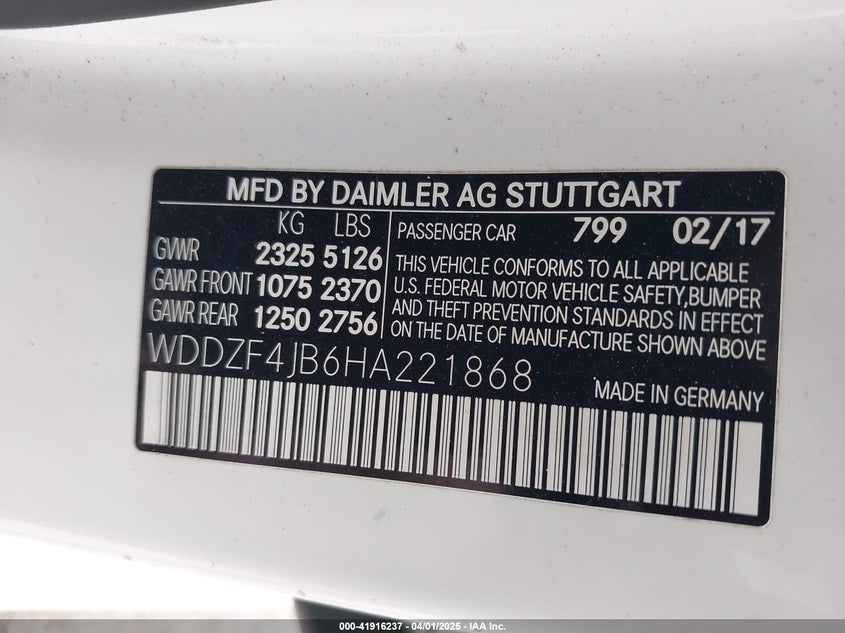 MFD BY DAIMLER AG STUTTGART
KG LBS
GVWR 2325 5126
GAWR FRONT 1075 2370
GAWR REAR 1250 2756
PASSENGER CAR 799 02/17
THIS VEHICLE CONFORMS TO ALL APPLICABLE
U.S. FEDERAL MOTOR VEHICLE SAFETY, BUMPER
AND THEFT PREVENTION STANDARDS IN EFFECT
ON THE DATE OF MANUFACTURE SHOWN ABOVE
WDDZF4JB6HA221868
MADE IN GERMANY
000-41916237 - 04/01/2025 - IAA Inc.